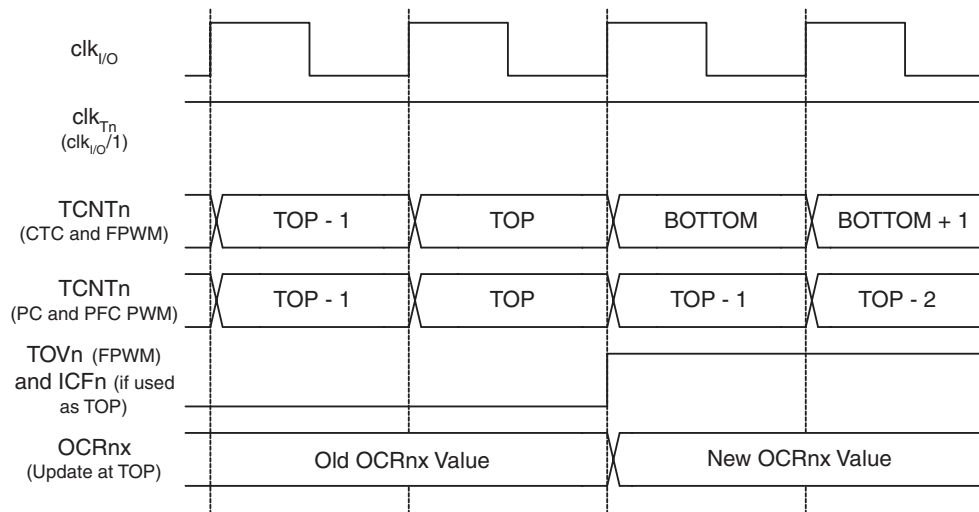 clkI/O
clkTn
(clkI/O/1)
TCNTn
(CTC and FPWM)
TOP - 1
TOP
BOTTOM
BOTTOM + 1
TCNTn
(PC and PFC PWM)
TOP - 1
TOP
TOP - 1
TOP - 2
TOVn (FPWM)
and ICFn (if used
as TOP)
OCRnx
(Update at TOP)
Old OCRnx Value
New OCRnx Value